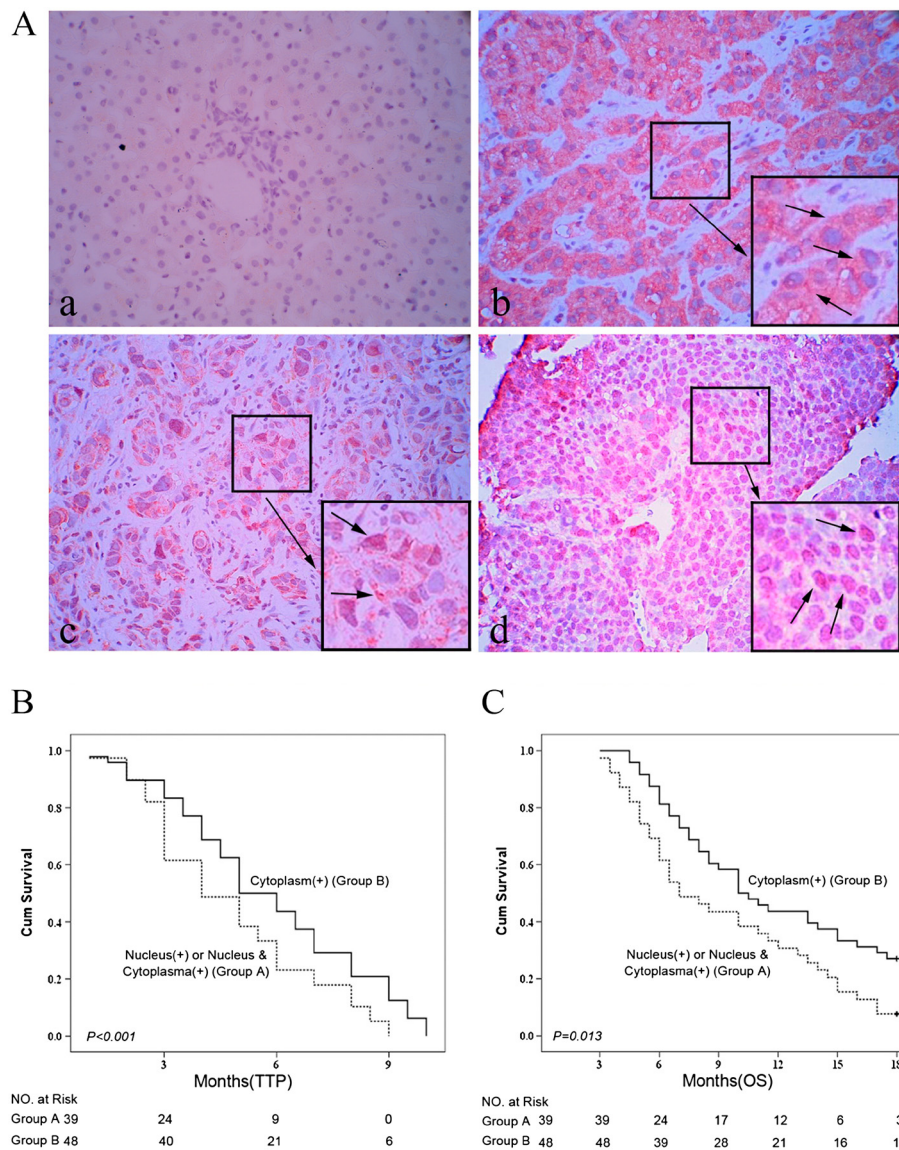 A
a
b
c
d
B
C
1.0
0.8
0.6
0.4
0.2
0.0
Cum Survival
Cytoplasm(+) (Group B)
Nucleus(+) or Nucleus &
Cytoplasma(+) (Group A)
P<0.001
3 6 9
Months(TTP)
1.0
0.8
0.6
0.4
0.2
0.0
Cum Survival
Cytoplasm(+) (Group B)
Nucleus(+) or Nucleus &
Cytoplasma(+) (Group A)
P=0.013
3 6 9 12 15 18
Months(OS)
NO. at Risk
Group A 39 24 9 0
Group B 48 40 21 6
NO. at Risk
Group A 39 39 24 17 12 6 3
Group B 48 48 39 28 21 16 1